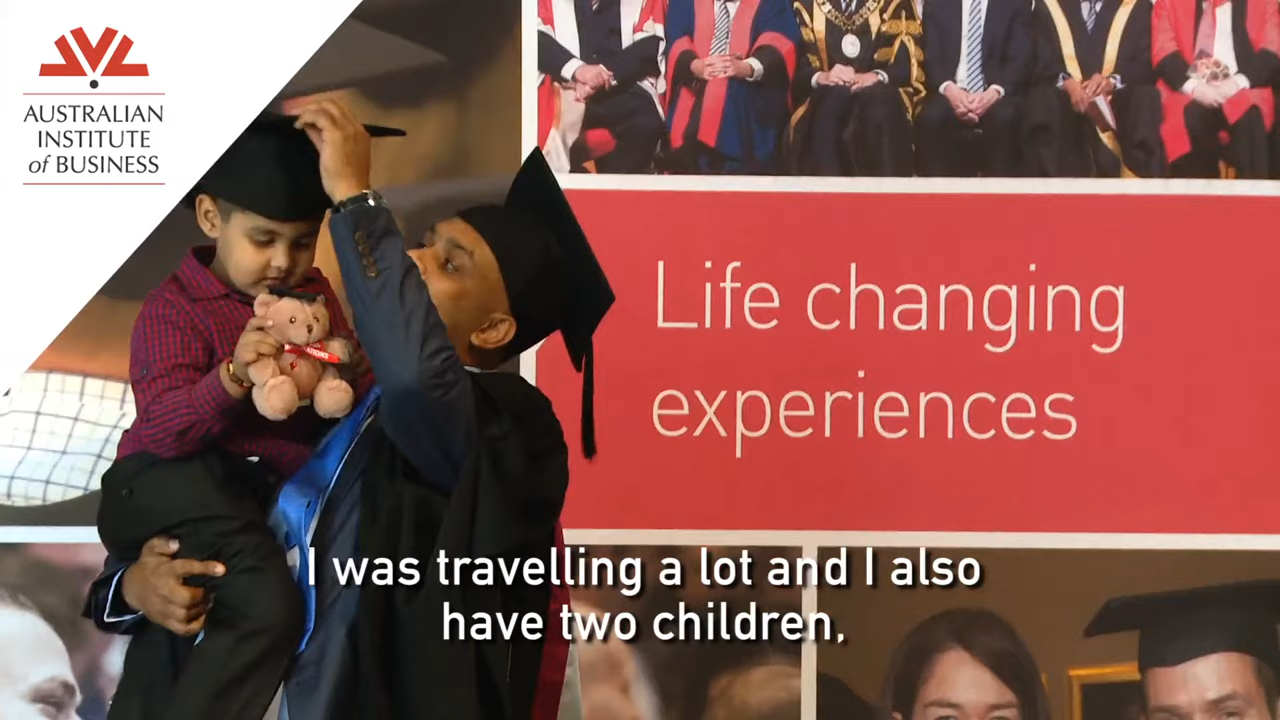 AUSTRALIAN
INSTITUTE
of BUSINESS
Life changing
experiences
I was travelling a lot and I also
have two children,